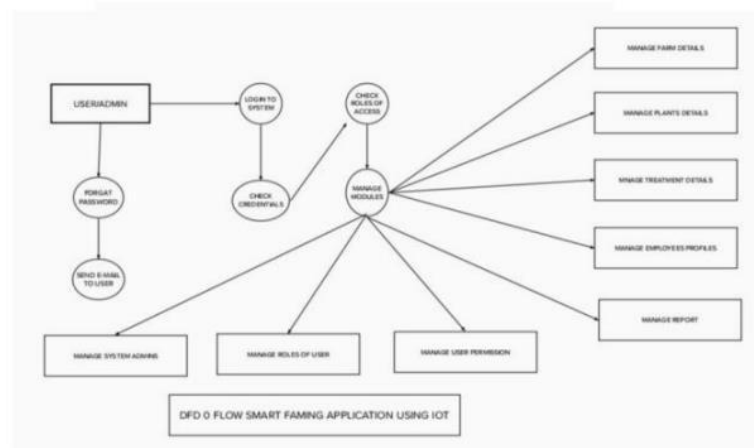 MANAGE FARM DETAILS
USER/ADMIN
LOGIN TO
SYSTEM
CHECK
ROLES OF
ACCESS
MANAGE PLANTS DETAILS
FORGAT
PASSWORD
CHECK
CREDENTIALS
MANAGE
MODULES
MNAGE TREATMENT DETAILS
MANAGE EMPLOYEES PROFILES
SEND E-MAIL
TO USER
MANAGE REPORT
MANAGE SYSTEM ADMINS
MANAGE ROLES OF USER
MANAGE USER PERMISSION
DFD 0 FLOW SMART FAMING APPLICATION USING IOT